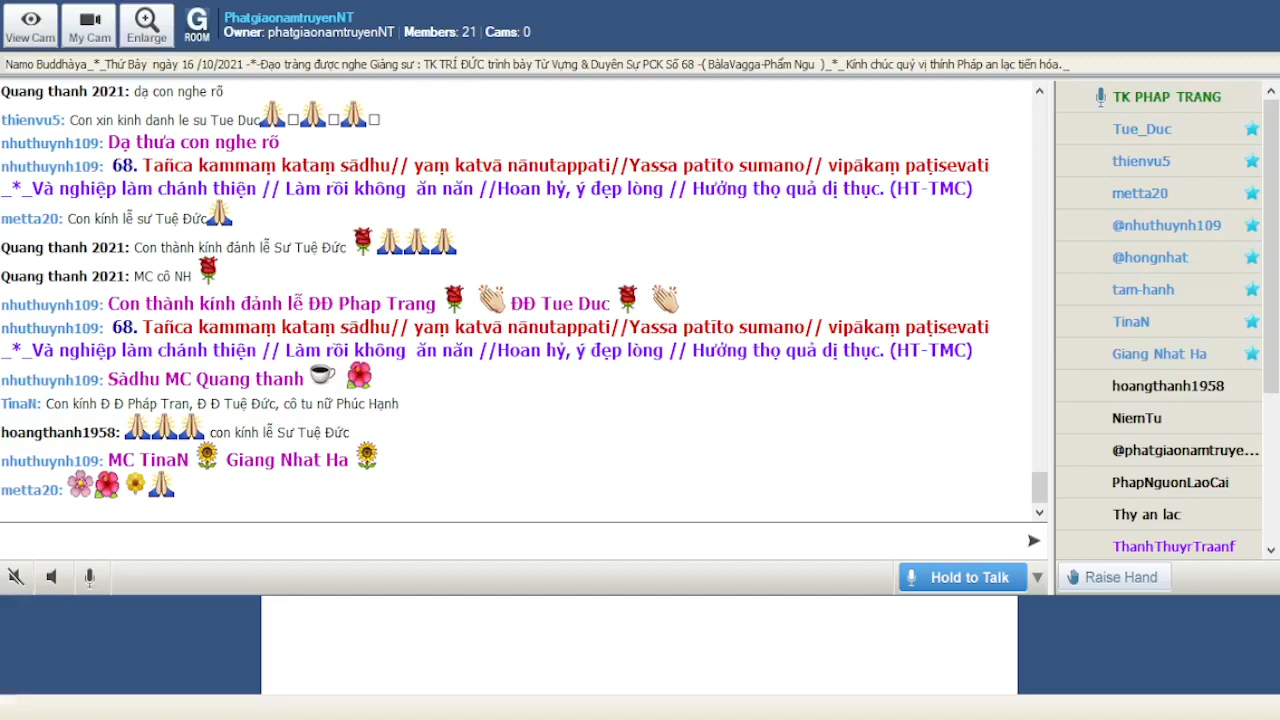 View Cam
My Cam
Enlarge
G
ROOM
PhatgiaonamtruyenNT
Owner: phatgiaonamtruyenNT | Members: 21 | Cams: 0
Namo Buddhàya_*_Thứ Bảy ngày 16 /10/2021 -*-Đạo tràng được nghe Giảng sư : TK TRÍ ĐỨC trình bày Từ Vựng & Duyên Sự PCK Số 68 -( BàlaVagga-Phẩm Ngu )_*_ Kính chúc quý vị thính Pháp an lạc tiến hóa._
Quang thanh 2021: dạ con nghe rõ
thienvu5: Con xin kinh danh le su Tue Duc
nhuthuynh109: Dạ thưa con nghe rõ
nhuthuynh109: 68. Tañca kammaṃ kataṃ sādhu// yaṃ katvā nānutappati//Yassa patīto sumano// vipākaṃ paṭisevati
_*_Và nghiệp làm chánh thiện // Làm rồi không ăn năn //Hoan hỷ, ý đẹp lòng // Hưởng thọ quả dị thục. (HT-TMC)
metta20: Con kính lễ sư Tuệ Đức
Quang thanh 2021: Con thành kính đảnh lễ Sư Tuệ Đức
Quang thanh 2021: MC cô NH
nhuthuynh109: Con thành kính đảnh lễ ĐĐ Phap Trang ĐĐ Tue Duc
nhuthuynh109: 68. Tañca kammaṃ kataṃ sādhu// yaṃ katvā nānutappati//Yassa patīto sumano// vipākaṃ paṭisevati
_*_Và nghiệp làm chánh thiện // Làm rồi không ăn năn //Hoan hỷ, ý đẹp lòng // Hưởng thọ quả dị thục. (HT-TMC)
nhuthuynh109: Sàdhu MC Quang thanh
TinaN: Con kính Đ Đ Pháp Tran, Đ Đ Tuệ Đức, cô tu nữ Phúc Hạnh
hoangthanh1958: con kính lễ Sư Tuệ Đức
nhuthuynh109: MC TinaN Giang Nhat Ha
metta20:
TK PHAP TRANG
Tue_Duc
thienvu5
metta20
@nhuthuynh109
@hongnhat
tam-hanh
TinaN
Giang Nhat Ha
hoangthanh1958
NiemTu
@phatgiaonamtruye...
PhapNguonLaoCai
Thy an lac
ThanhThuyrTraanf
Hold to Talk
Raise Hand